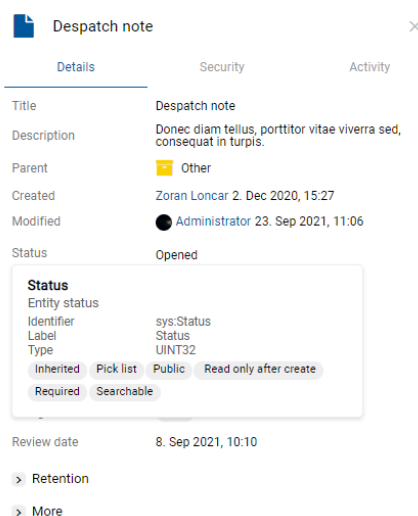 Despatch note
Details Security Activity
Title Despatch note
Description Donec diam tellus, porttitor vitae viverra sed,
consequat in turpis.
Parent Other
Created Zoran Loncar 2. Dec 2020, 15:27
Modified Administrator 23. Sep 2021, 11:06
Status Opened
Status
Entity status
Identifier sys:Status
Label Status
Type UINT32
Inherited Pick list Public Read only after create
Required Searchable
Review date 8. Sep 2021, 10:10
Retention
More